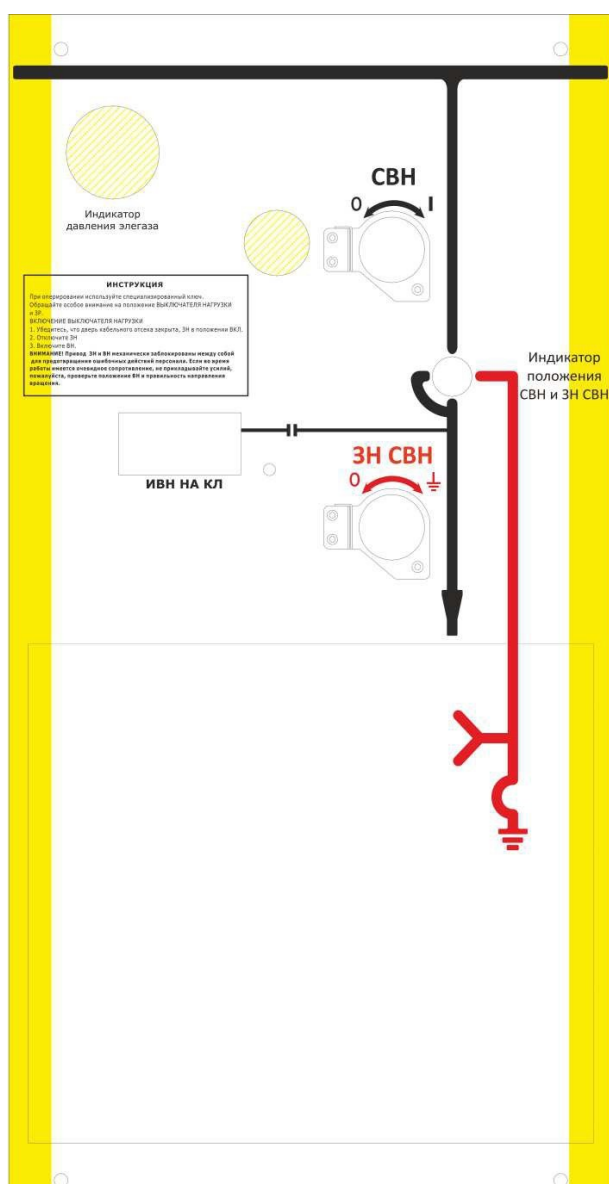 СВН
0 I
Индикатор
давления элегаза
ИНСТРУКЦИЯ
При оперировании используйте специализированный ключ.
Обращайте особое внимание на положение ВЫКЛЮЧАТЕЛЯ НАГРУЗКИ
и ЗР.
ВКЛЮЧЕНИЕ ВЫКЛЮЧАТЕЛЯ НАГРУЗКИ
1. Убедитесь, что дверь кабельного отсека закрыта, ЗН в положении ВКЛ.
2. Отключите ЗН
3. Включите ВН.
ВНИМАНИЕ! Привод ЗН и ВН механически заблокированы между собой
для предотвращение ошибочных действий персонала. Если во время
работы имеется очевидное сопротивление, не прикладывайте усилий,
пожалуйста, проверьте положение ВН и правильность направления
вращения.
Индикатор
положения
СВН и ЗН СВН
ЗН СВН
0
ИВН НА КЛ